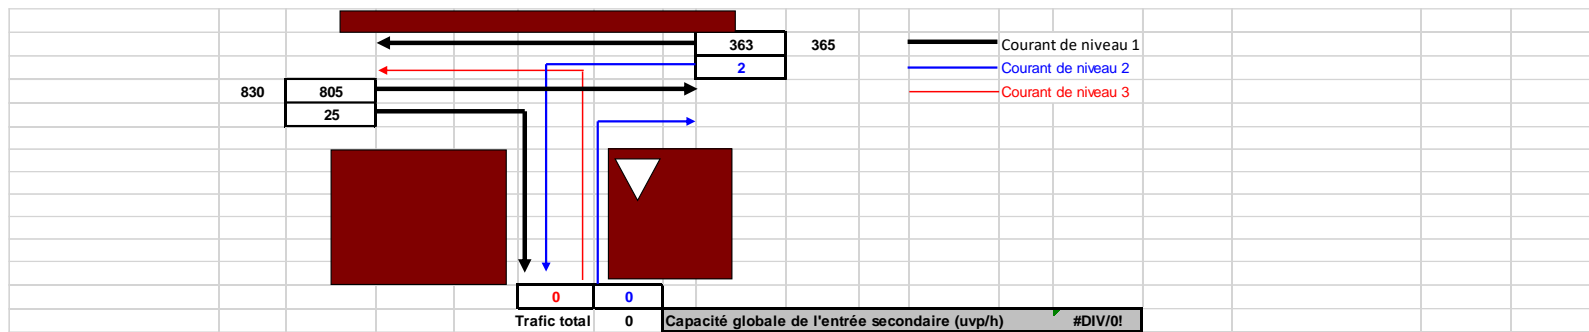 363 365 Courant de niveau 1
2 Courant de niveau 2
830 805 Courant de niveau 3
25
0 0
Trafic total 0 Capacité globale de l'entrée secondaire (uvp/h) #DIV/0!